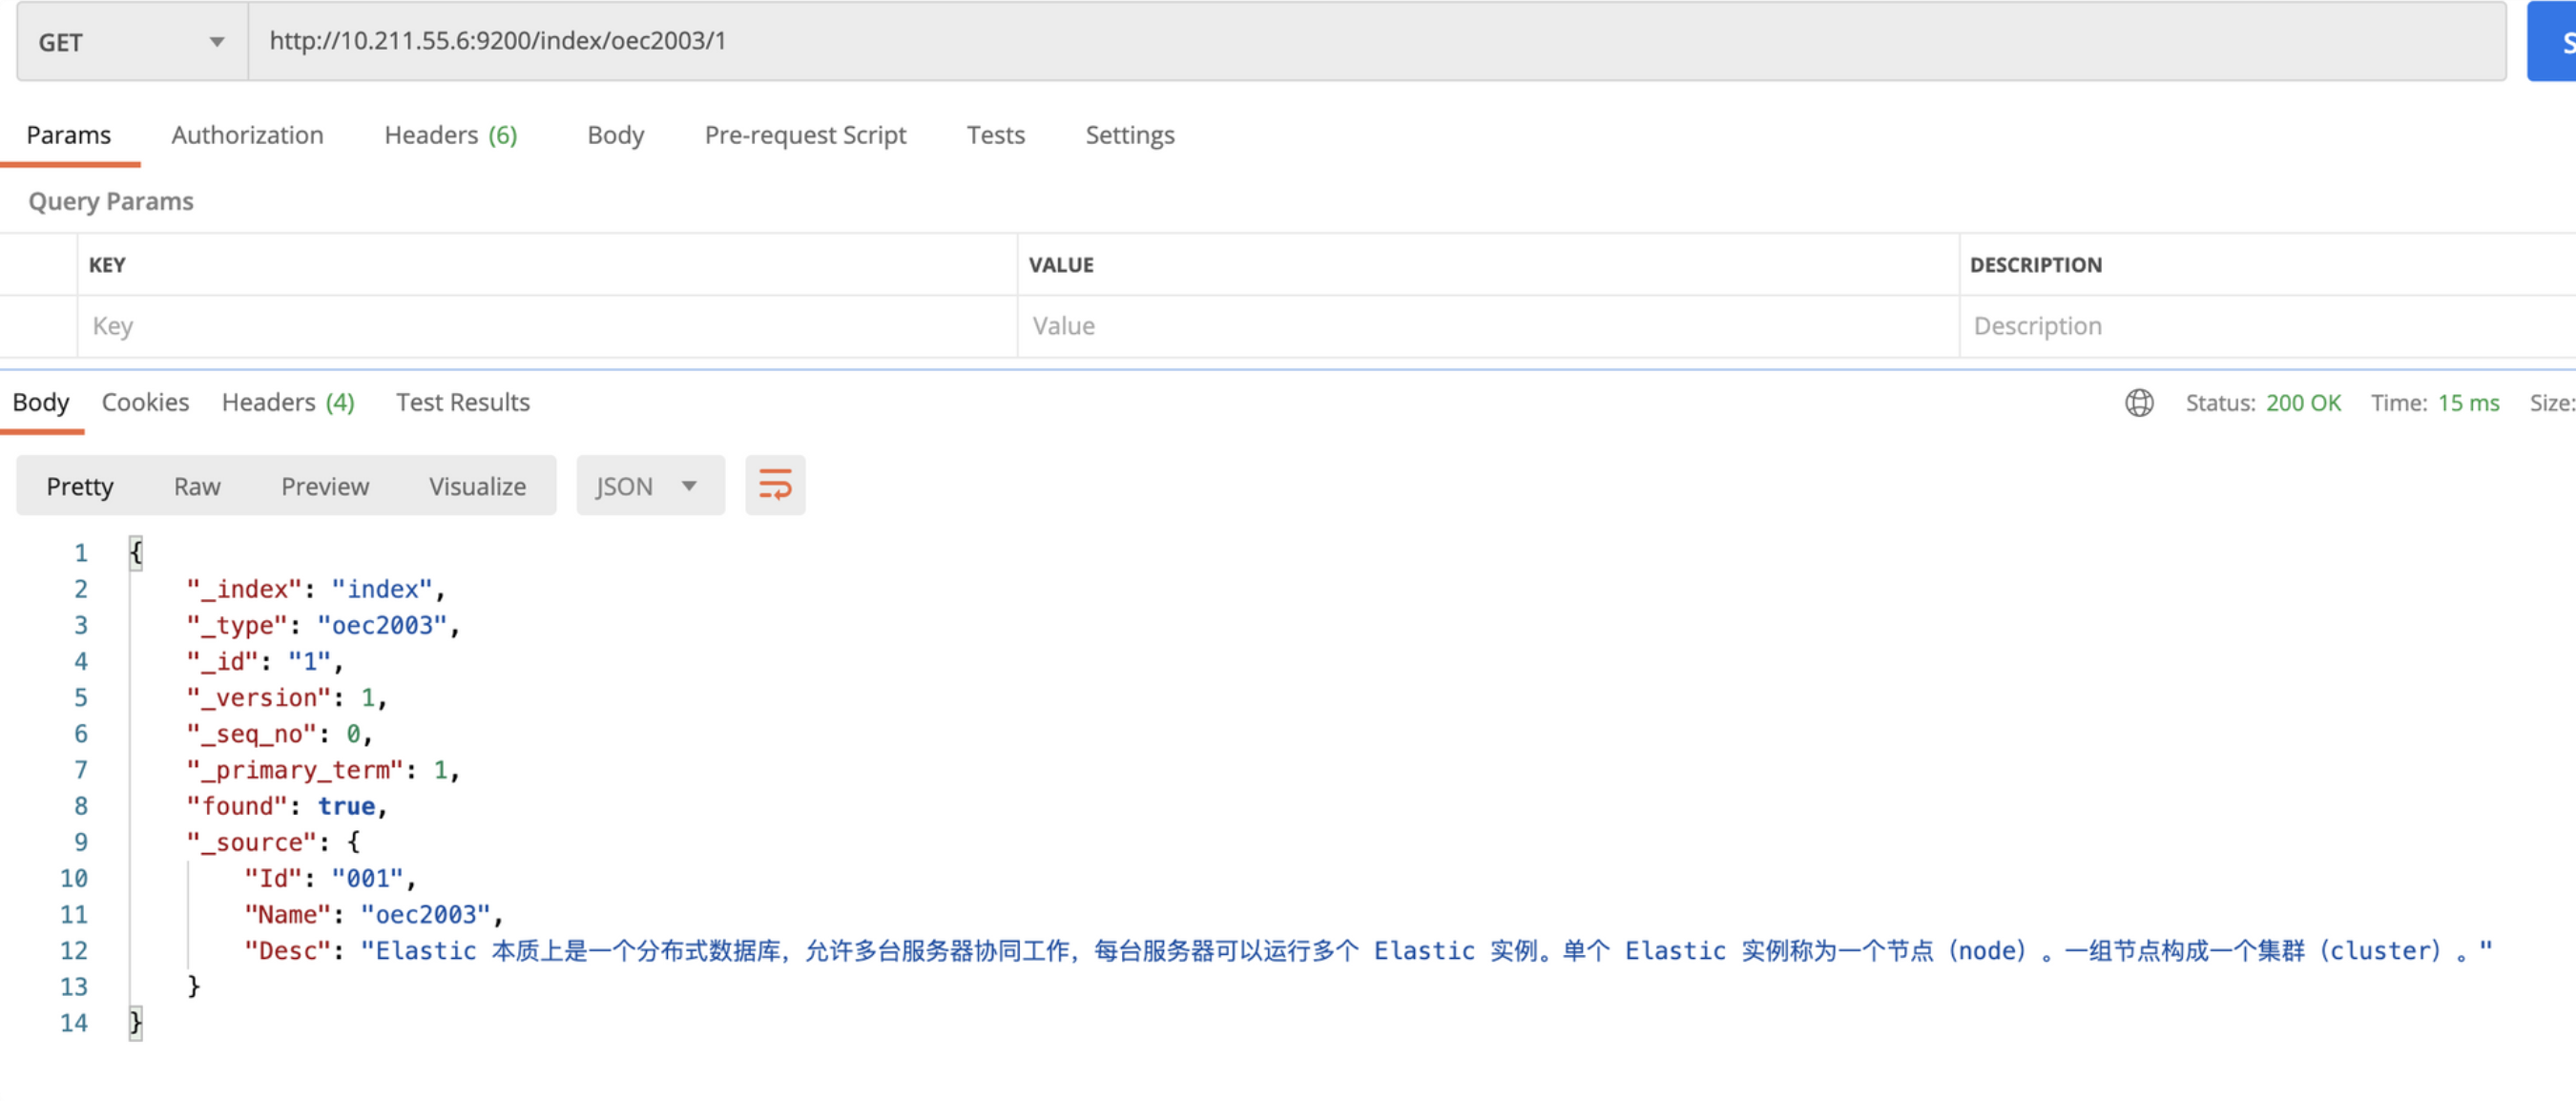 GET http://10.211.55.6:9200/index/oec2003/1
Params Authorization Headers (6) Body Pre-request Script Tests Settings
Query Params
KEY VALUE DESCRIPTION
Key Value Description
Body Cookies Headers (4) Test Results Status: 200 OK Time: 15 ms Size:
Pretty Raw Preview Visualize JSON
1 {
2 "_index": "index",
3 "_type": "oec2003",
4 "_id": "1",
5 "_version": 1,
6 "_seq_no": 0,
7 "_primary_term": 1,
8 "found": true,
9 "_source": {
10 "Id": "001",
11 "Name": "oec2003",
12 "Desc": "Elastic 本质上是一个分布式数据库，允许多台服务器协同工作，每台服务器可以运行多个 Elastic 实例。单个 Elastic 实例称为一个节点（node）。一组节点构成一个集群（cluster）。"
13 }
14 }